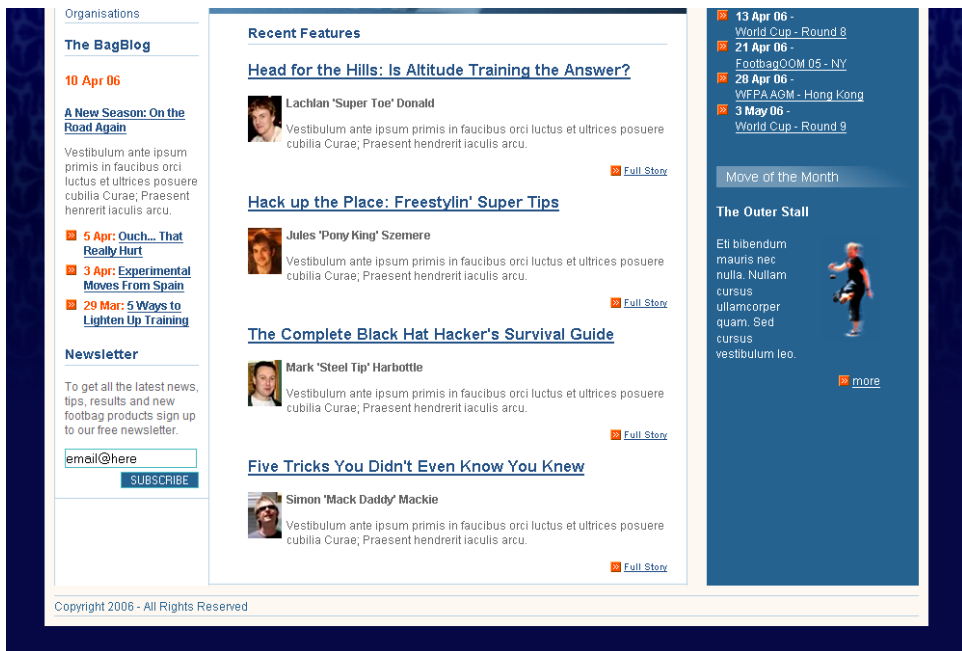 Organisations
The BagBlog
10 Apr 06
A New Season: On the
Road Again
Vestibulum ante ipsum
primis in faucibus orci
luctus et ultrices posuere
cubilia Curae; Praesent
henrerit iaculis arcu.
5 Apr: Ouch... That
Really Hurt
3 Apr: Experimental
Moves From Spain
29 Mar: 5 Ways to
Lighten Up Training
Newsletter
To get all the latest news,
tips, results and new
footbag products sign up
to our free newsletter.
email@here
SUBSCRIBE
Recent Features
Head for the Hills: Is Altitude Training the Answer?
Lachlan 'Super Toe' Donald
Vestibulum ante ipsum primis in faucibus orci luctus et ultrices posuere
cubilia Curae; Praesent hendrerit iaculis arcu.
Full Story
Hack up the Place: Freestylin' Super Tips
Jules 'Pony King' Szemere
Vestibulum ante ipsum primis in faucibus orci luctus et ultrices posuere
cubilia Curae; Praesent hendrerit iaculis arcu.
Full Story
The Complete Black Hat Hacker's Survival Guide
Mark 'Steel Tip' Harbottle
Vestibulum ante ipsum primis in faucibus orci luctus et ultrices posuere
cubilia Curae; Praesent hendrerit iaculis arcu.
Full Story
Five Tricks You Didn't Even Know You Knew
Simon 'Mack Daddy' Mackie
Vestibulum ante ipsum primis in faucibus orci luctus et ultrices posuere
cubilia Curae; Praesent hendrerit iaculis arcu.
Full Story
13 Apr 06 -
World Cup - Round 8
21 Apr 06 -
FootbagOOM 05 - NY
28 Apr 06 -
WFPA AGM - Hong Kong
3 May 06 -
World Cup - Round 9
Move of the Month
The Outer Stall
Eti bibendum
mauris nec
nulla. Nullam
cursus
ullamcorper
quam. Sed
cursus
vestibulum leo.
more
Copyright 2006 - All Rights Reserved